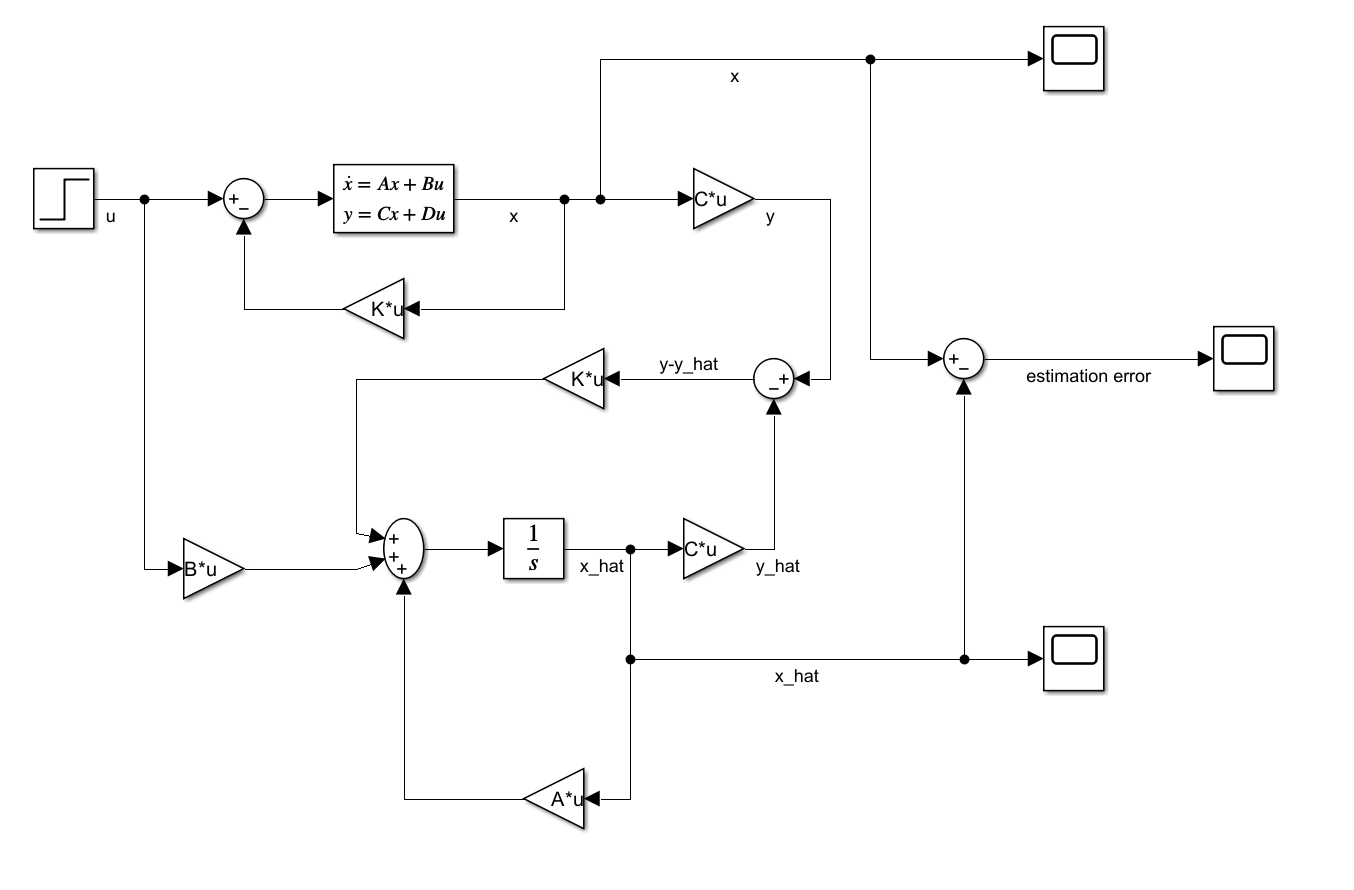 x
u
+
_
ẋ = Ax + Bu
y = Cx + Du
x
C*u
y
K*u
K*u
y-y_hat
_
+
+
_
estimation error
B*u
+
+
+
1
s
x_hat
C*u
y_hat
x_hat
A*u